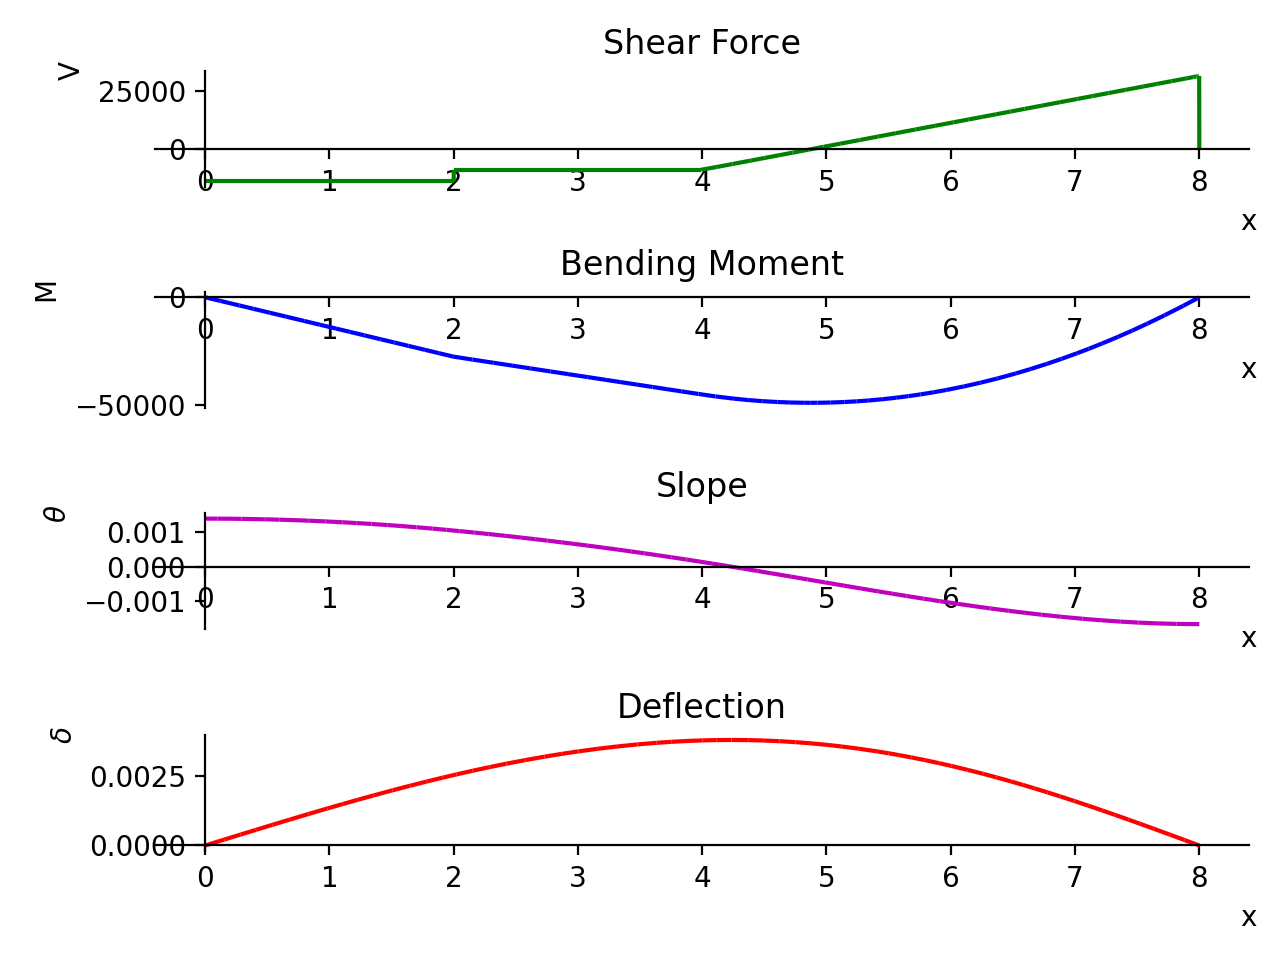 Shear Force
V
25000
0
0 1 2 3 4 5 6 7 8
x
Bending Moment
M
0
0 1 2 3 4 5 6 7 8
x
−50000
Slope
θ
0.001
0.000
−0.001
0 1 2 3 4 5 6 7 8
x
Deflection
δ
0.0025
0.0000
0 1 2 3 4 5 6 7 8
x